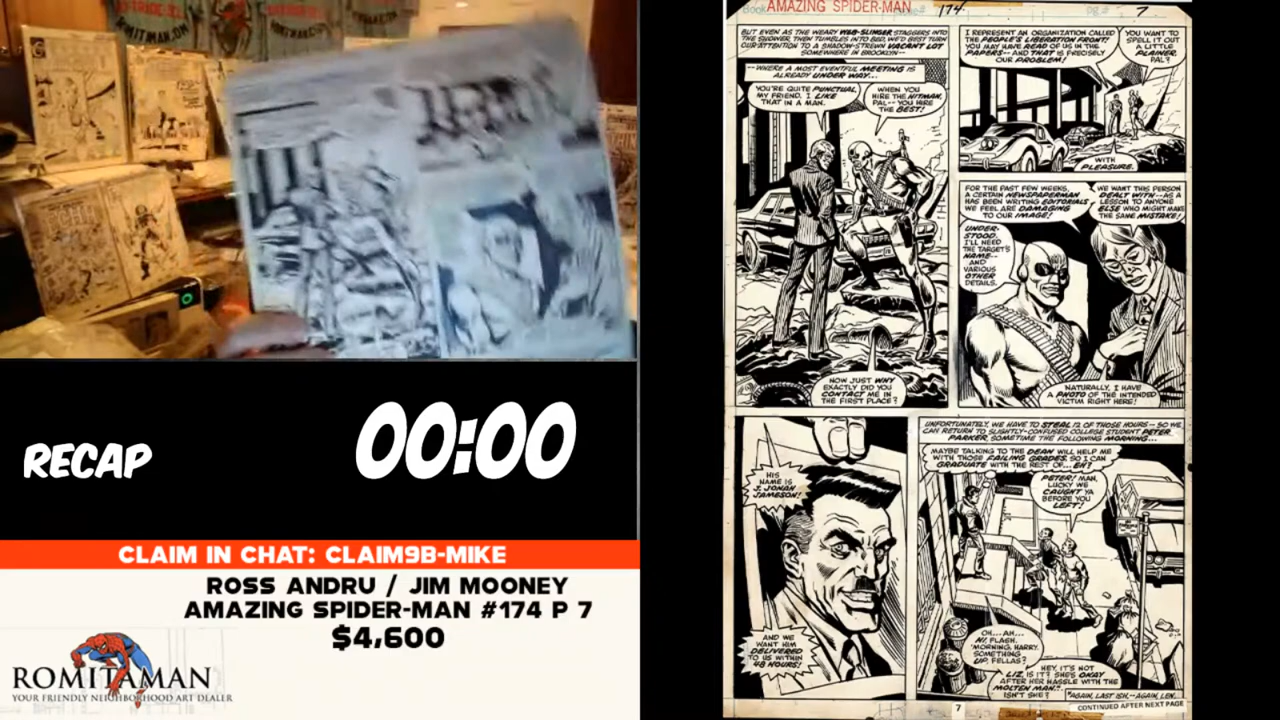 RECAP
00:00
CLAIM IN CHAT: CLAIM9B-MIKE
ROSS ANDRU / JIM MOONEY
AMAZING SPIDER-MAN #174 P 7
$4,600
ROMITAMAN
YOUR FRIENDLY NEIGHBORHOOD ART DEALER
Book AMAZING SPIDER-MAN 174 PG.# 7
BUT EVEN AS THE WEARY WEB-SLINGER STAGGERS INTO
THE SHOWER, THEN TUMBLES INTO BED, WE'D BEST TURN
OUR ATTENTION TO A SHADOW-STREWN VACANT LOT
SOMEWHERE IN BROOKLYN--
--WHERE A MOST EVENTFUL MEETING IS
ALREADY UNDER WAY...
YOU'RE QUITE PUNCTUAL,
MY FRIEND. I LIKE
THAT IN A MAN.
WHEN YOU
HIRE THE HITMAN,
PAL--YOU HIRE
THE BEST!
NOW JUST WHY
EXACTLY DID YOU
CONTACT ME IN
THE FIRST PLACE?
I REPRESENT AN ORGANIZATION CALLED
THE PEOPLE'S LIBERATION FRONT!
YOU MAY HAVE READ OF US IN THE
PAPERS-- AND THAT IS PRECISELY
OUR PROBLEM!
YOU WANT TO
SPELL IT OUT
A LITTLE
PLAINER,
PAL?
WITH
PLEASURE.
FOR THE PAST FEW WEEKS,
A CERTAIN NEWSPAPERMAN
HAS BEEN WRITING EDITORIALS
WE FEEL ARE DAMAGING
TO OUR IMAGE!
WE WANT THIS PERSON
DEALT WITH--AS A
LESSON TO ANYONE
ELSE WHO MIGHT MAKE
THE SAME MISTAKE!
UNDER-
STOOD.
I'LL NEED
THE TARGET'S
NAME--
AND
VARIOUS
OTHER
DETAILS.
NATURALLY, I HAVE
A PHOTO OF THE INTENDED
VICTIM RIGHT HERE!
HIS
NAME IS
J. JONAH
JAMESON!
AND WE
WANT HIM
DELIVERED
TO US WITHIN
48 HOURS!
UNFORTUNATELY, WE HAVE TO STEAL 12 OF THOSE HOURS-- SO WE
CAN RETURN TO SLIGHTLY-CONFUSED COLLEGE STUDENT PETER
PARKER, SOMETIME THE FOLLOWING MORNING...
MAYBE TALKING TO THE DEAN WILL HELP ME
WITH THOSE FAILING GRADES, SO I CAN
GRADUATE WITH THE REST OF... EH?
PETER! MAN,
LUCKY WE
CAUGHT YA
BEFORE YOU
LEFT!
OH... AH...
HI, FLASH.
'MORNING, HARRY.
SOMETHING
UP, FELLAS?
HEY, IT'S NOT
LIZ, IS IT? SHE'S OKAY
AFTER HER HASSLE WITH THE
MOLTEN MAN*,
ISN'T SHE?
*AGAIN, LAST ISH.--AGAIN, LEN.
7
CONTINUED AFTER NEXT PAGE